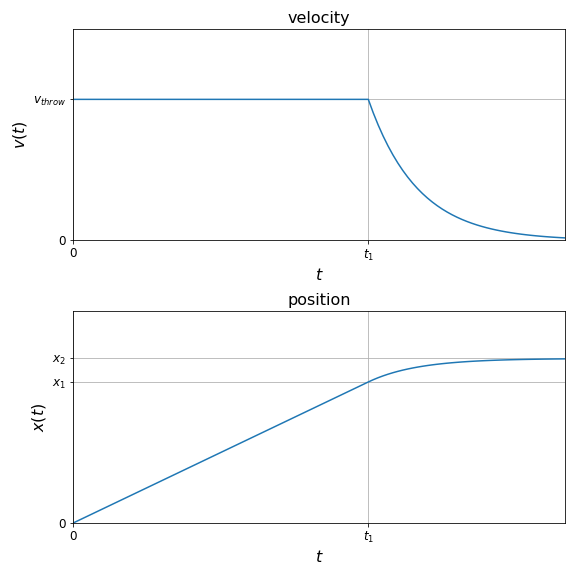 velocity
v_throw
v(t)
0
0
t_1
t
position
x_2
x_1
x(t)
0
0
t_1
t